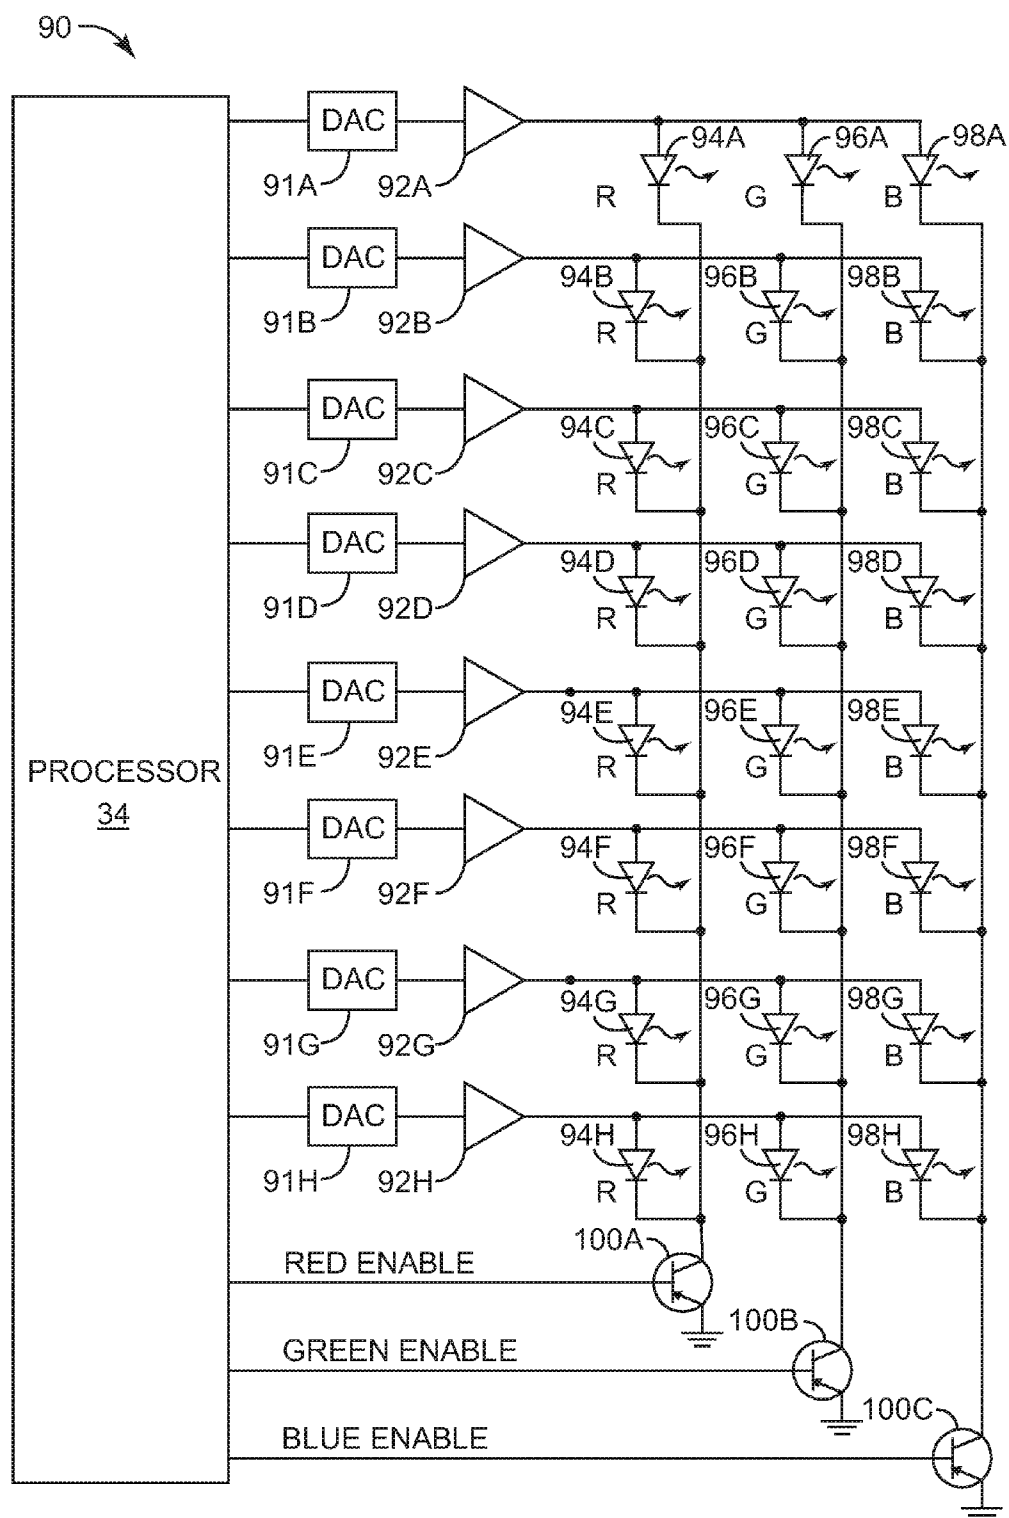 90
DAC
94A
96A
98A
91A
92A
R
G
B
DAC
94B
96B
98B
91B
92B
R
G
B
DAC
94C
96C
98C
91C
92C
R
G
B
DAC
94D
96D
98D
91D
92D
R
G
B
DAC
94E
96E
98E
91E
92E
R
G
B
PROCESSOR
34
DAC
94F
96F
98F
91F
92F
R
G
B
DAC
94G
96G
98G
91G
92G
R
G
B
DAC
94H
96H
98H
91H
92H
R
G
B
100A
RED ENABLE
100B
GREEN ENABLE
100C
BLUE ENABLE